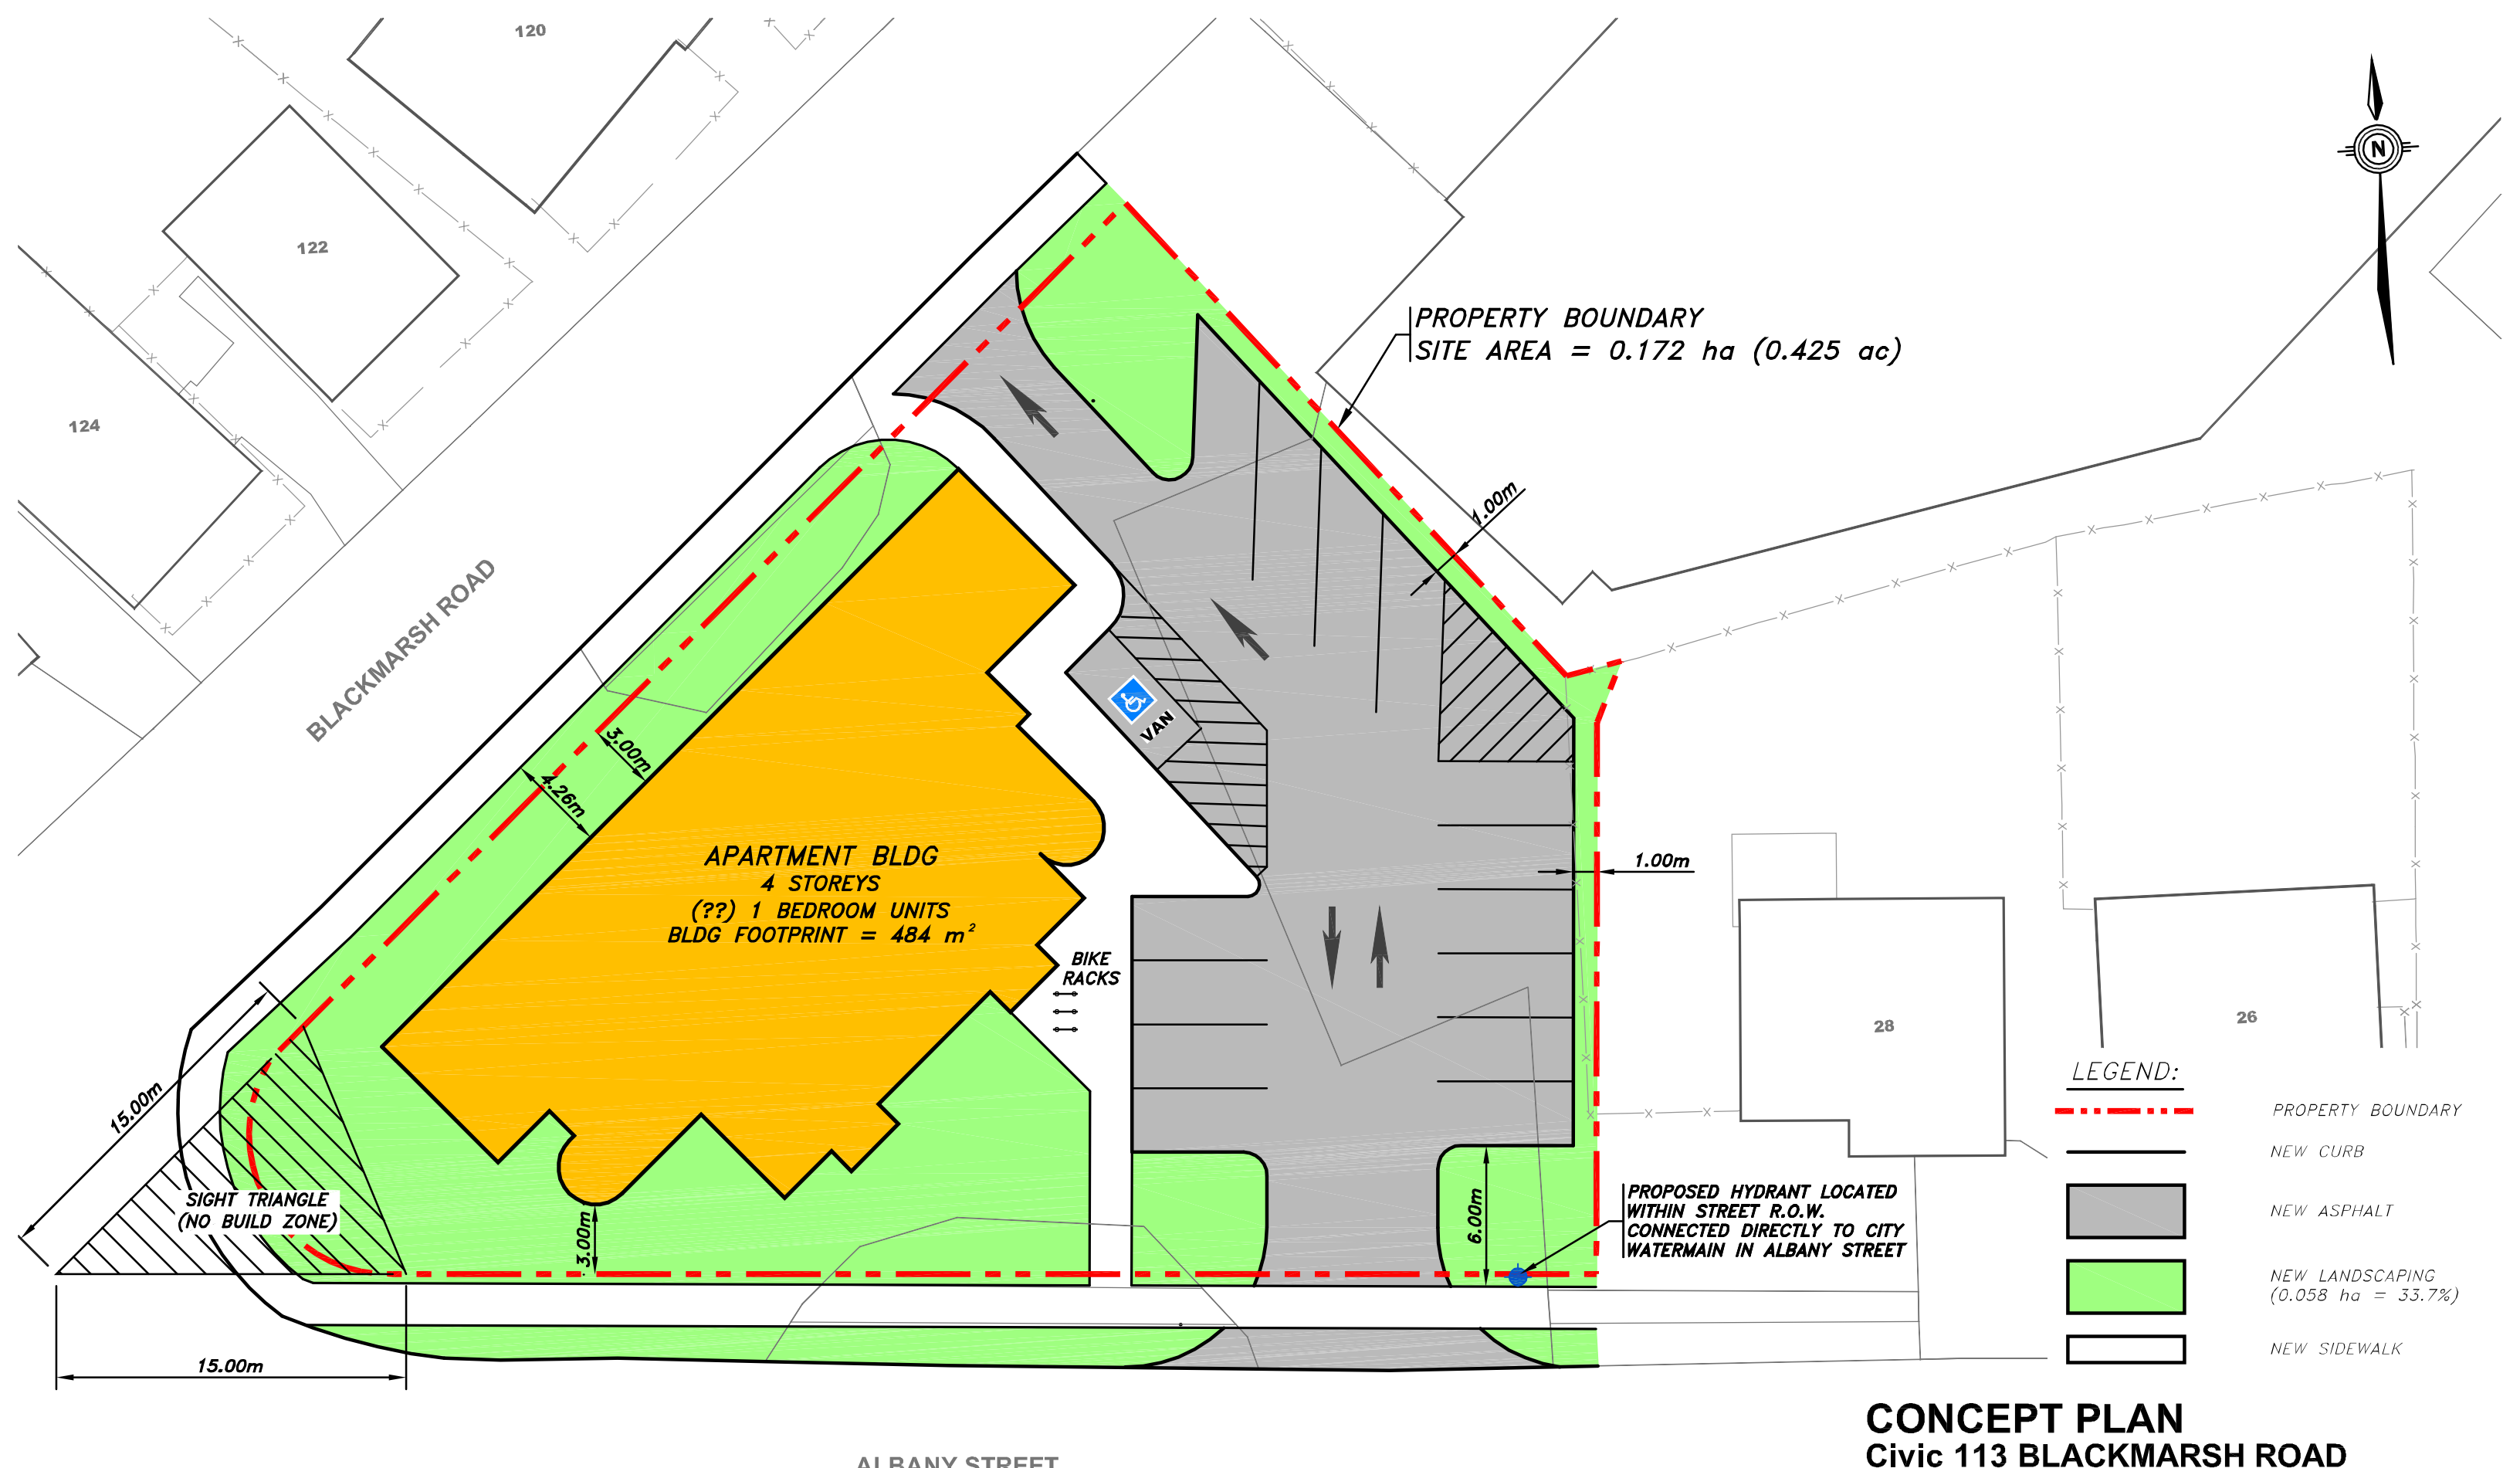 120
122
124
N
PROPERTY BOUNDARY
SITE AREA = 0.172 ha (0.425 ac)
1.00m
BLACKMARSH ROAD
VAN
3.00m
4.26m
APARTMENT BLDG
4 STOREYS
(??) 1 BEDROOM UNITS
BLDG FOOTPRINT = 484 m²
1.00m
BIKE
RACKS
28
26
15.00m
SIGHT TRIANGLE
(NO BUILD ZONE)
3.00m
6.00m
PROPOSED HYDRANT LOCATED
WITHIN STREET R.O.W.
CONNECTED DIRECTLY TO CITY
WATERMAIN IN ALBANY STREET
15.00m
LEGEND:
PROPERTY BOUNDARY
NEW CURB
NEW ASPHALT
NEW LANDSCAPING
(0.058 ha = 33.7%)
NEW SIDEWALK
CONCEPT PLAN
Civic 113 BLACKMARSH ROAD
ALBANY STREET